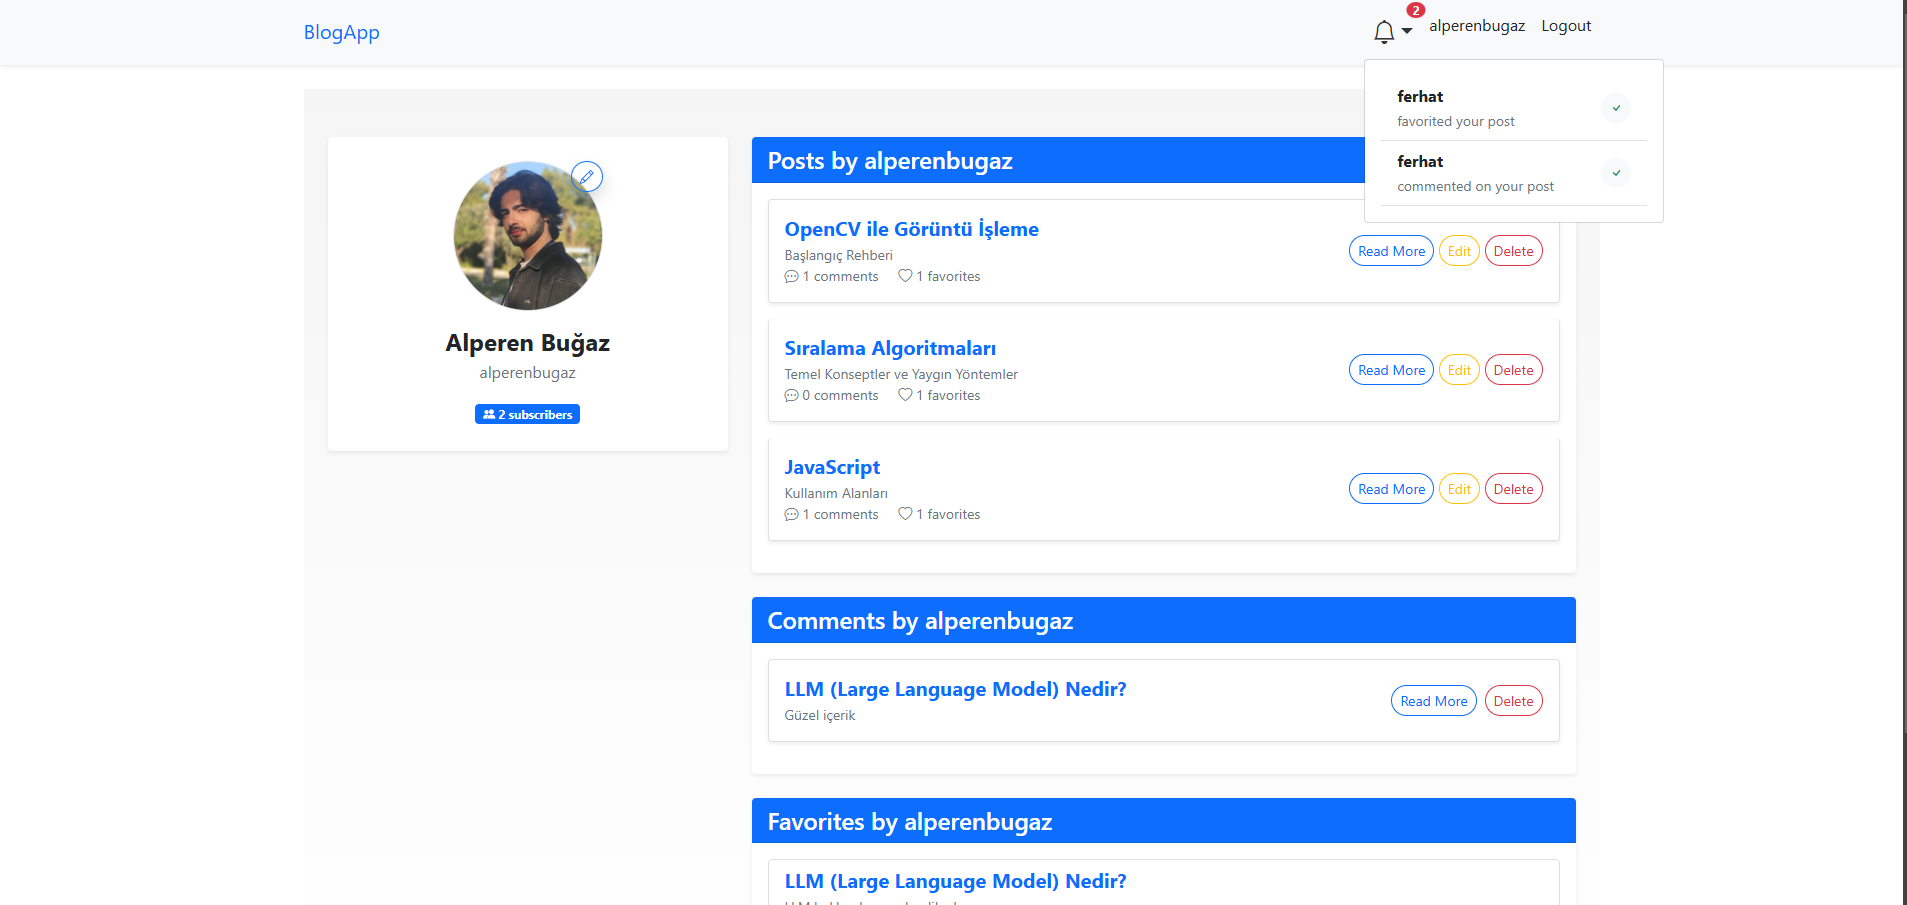 BlogApp
2
alperenbugaz
Logout
ferhat
favorited your post
ferhat
commented on your post
Alperen Buğaz
alperenbugaz
2 subscribers
Posts by alperenbugaz
OpenCV ile Görüntü İşleme
Başlangıç Rehberi
1 comments 1 favorites
Read More Edit Delete
Sıralama Algoritmaları
Temel Konseptler ve Yaygın Yöntemler
0 comments 1 favorites
Read More Edit Delete
JavaScript
Kullanım Alanları
1 comments 1 favorites
Read More Edit Delete
Comments by alperenbugaz
LLM (Large Language Model) Nedir?
Güzel içerik
Read More Delete
Favorites by alperenbugaz
LLM (Large Language Model) Nedir?